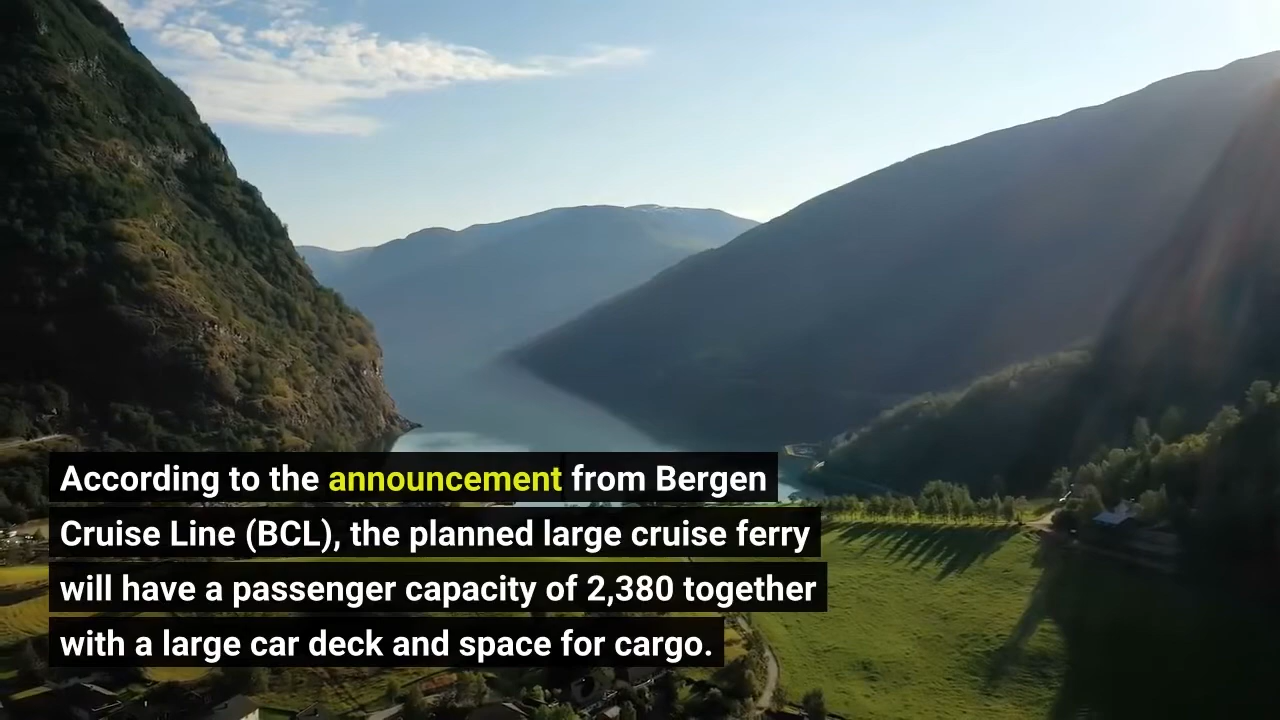 According to the announcement from Bergen
Cruise Line (BCL), the planned large cruise ferry
will have a passenger capacity of 2,380 together
with a large car deck and space for cargo.